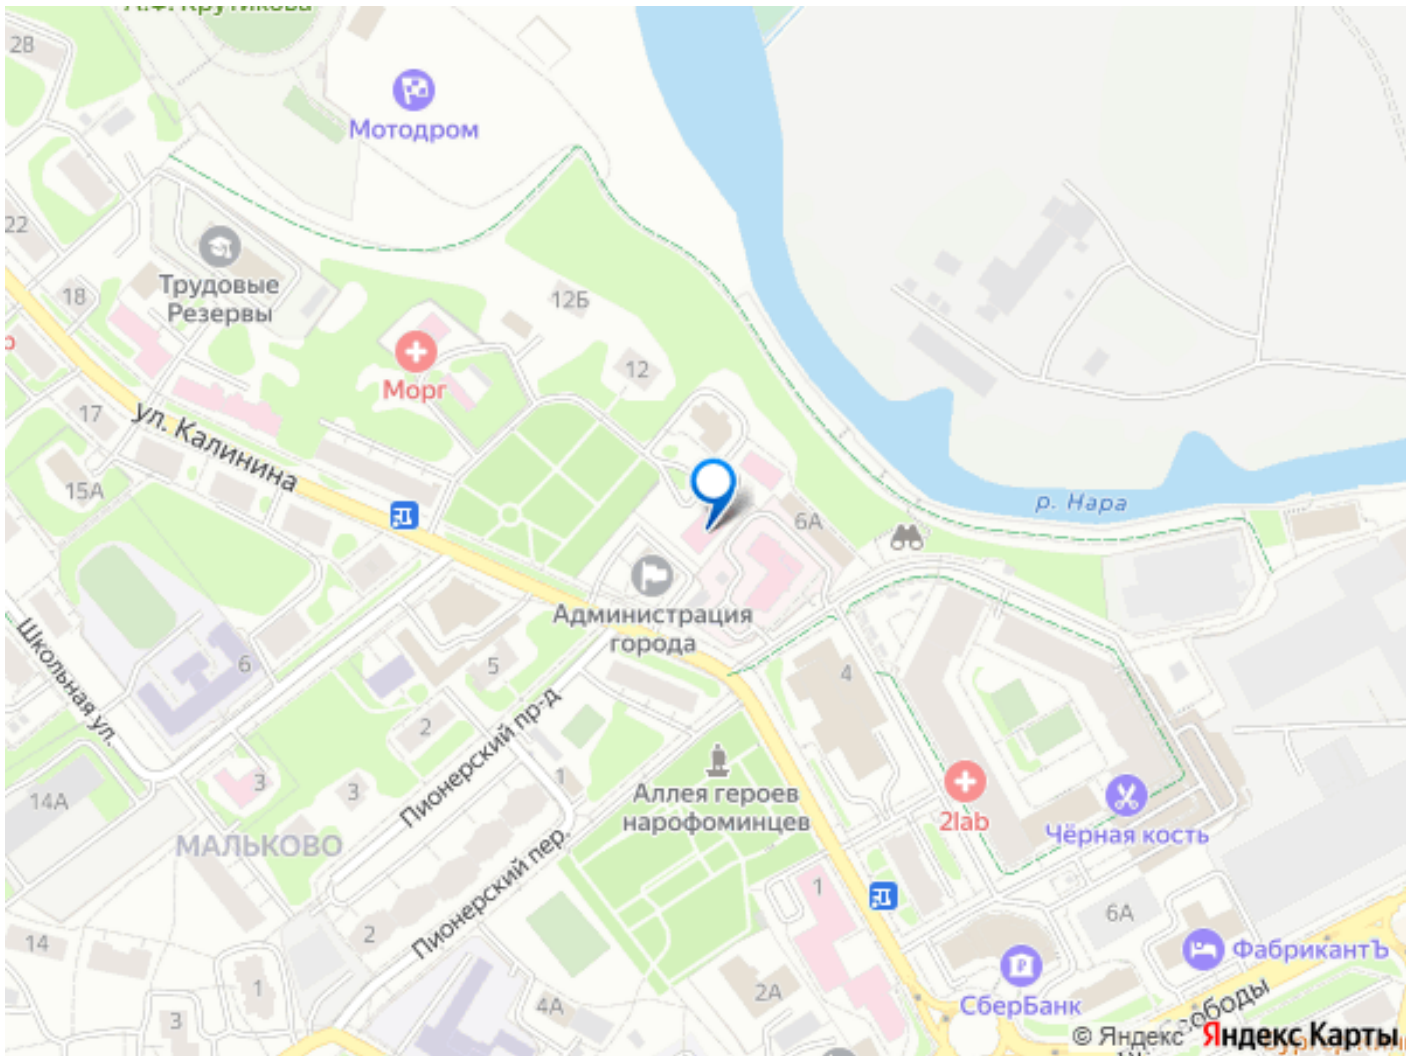 А.Ф. Крутикова
28
Мотодром
22
Трудовые
Резервы
18
12Б
12
Морг
17
ул. Калинина
15А
6А
р. Нара
Администрация
города
Школьная ул.
6
5
4
2
Пионерский пр-д
3
3
1
14А
Аллея героев
нарофоминцев
2lab
Чёрная кость
МАЛЬКОВО
Пионерский пер.
1
6А
14
2
ФабрикантЪ
1
2А
4А
СберБанк
3
© Яндекс Яндекс Карты